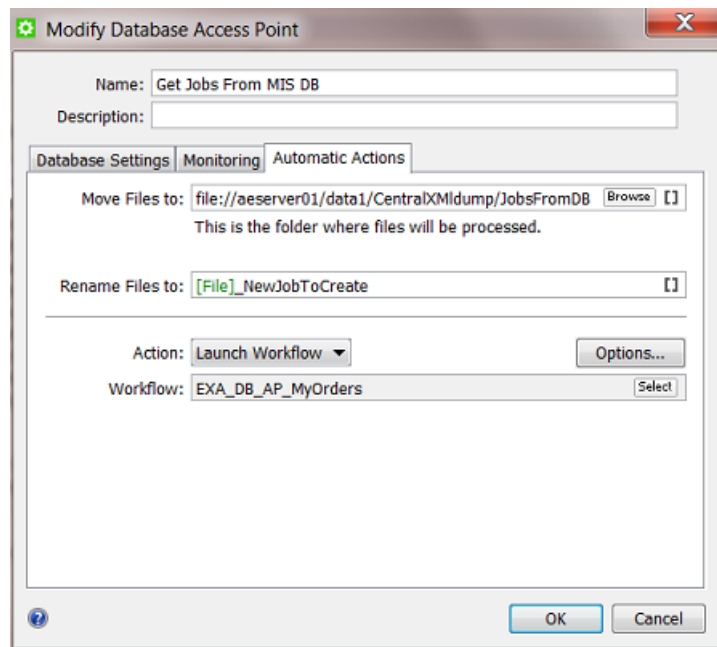 Modify Database Access Point
Name: Get Jobs From MIS DB
Description:
Database Settings Monitoring Automatic Actions
Move Files to: file://aeserver01/data1/CentralXMldump/JobsFromDB Browse []
This is the folder where files will be processed.
Rename Files to: [File]_NewJobToCreate []
Action: Launch Workflow Options...
Workflow: EXA_DB_AP_MyOrders Select
? OK Cancel